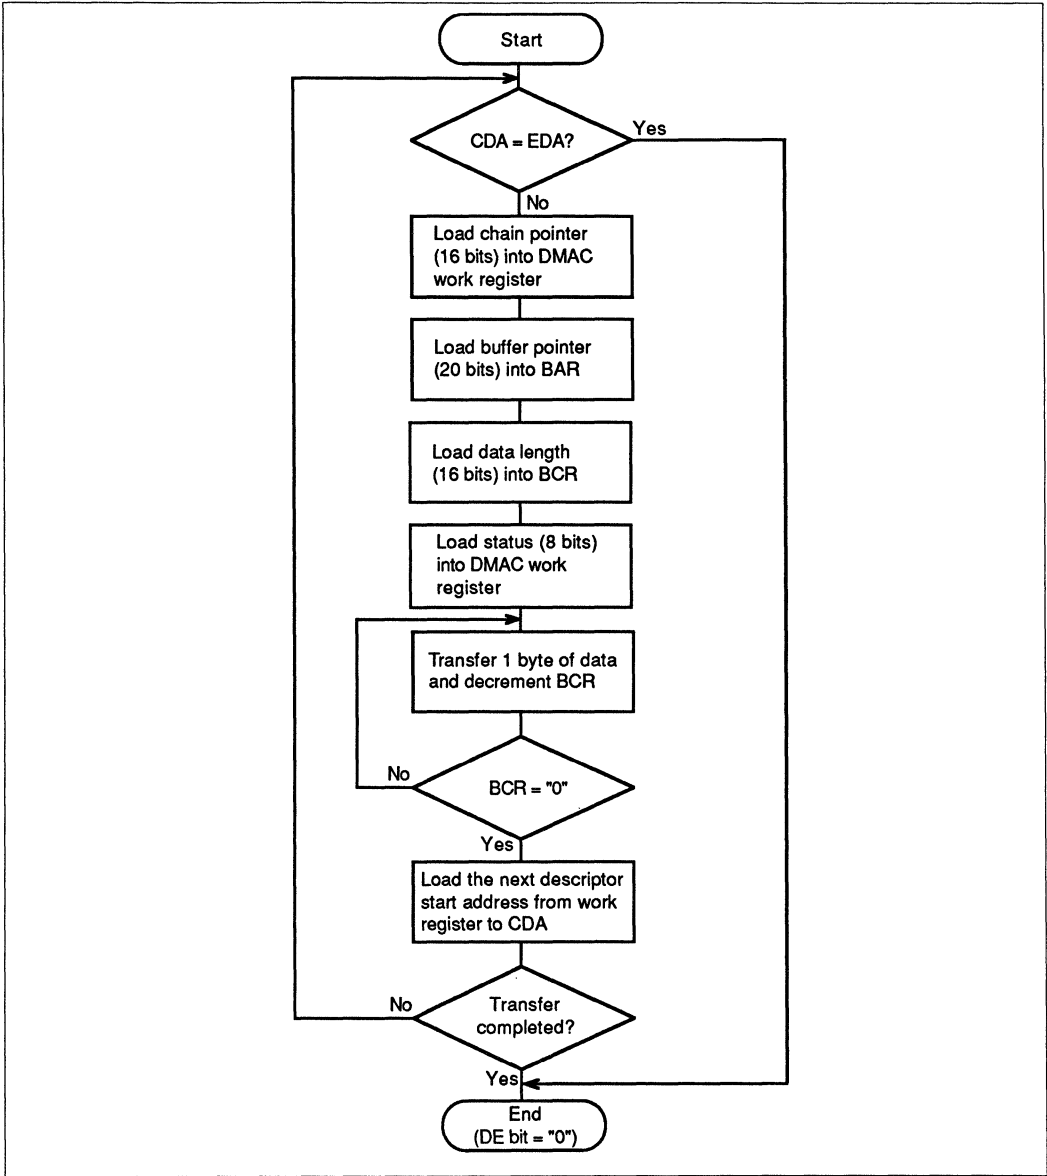 Start
CDA = EDA?
Yes
No
Load chain pointer
(16 bits) into DMAC
work register
Load buffer pointer
(20 bits) into BAR
Load data length
(16 bits) into BCR
Load status (8 bits)
into DMAC work
register
Transfer 1 byte of data
and decrement BCR
No
BCR = "0"
Yes
Load the next descriptor
start address from work
register to CDA
No
Transfer
completed?
Yes
End
(DE bit = "0")